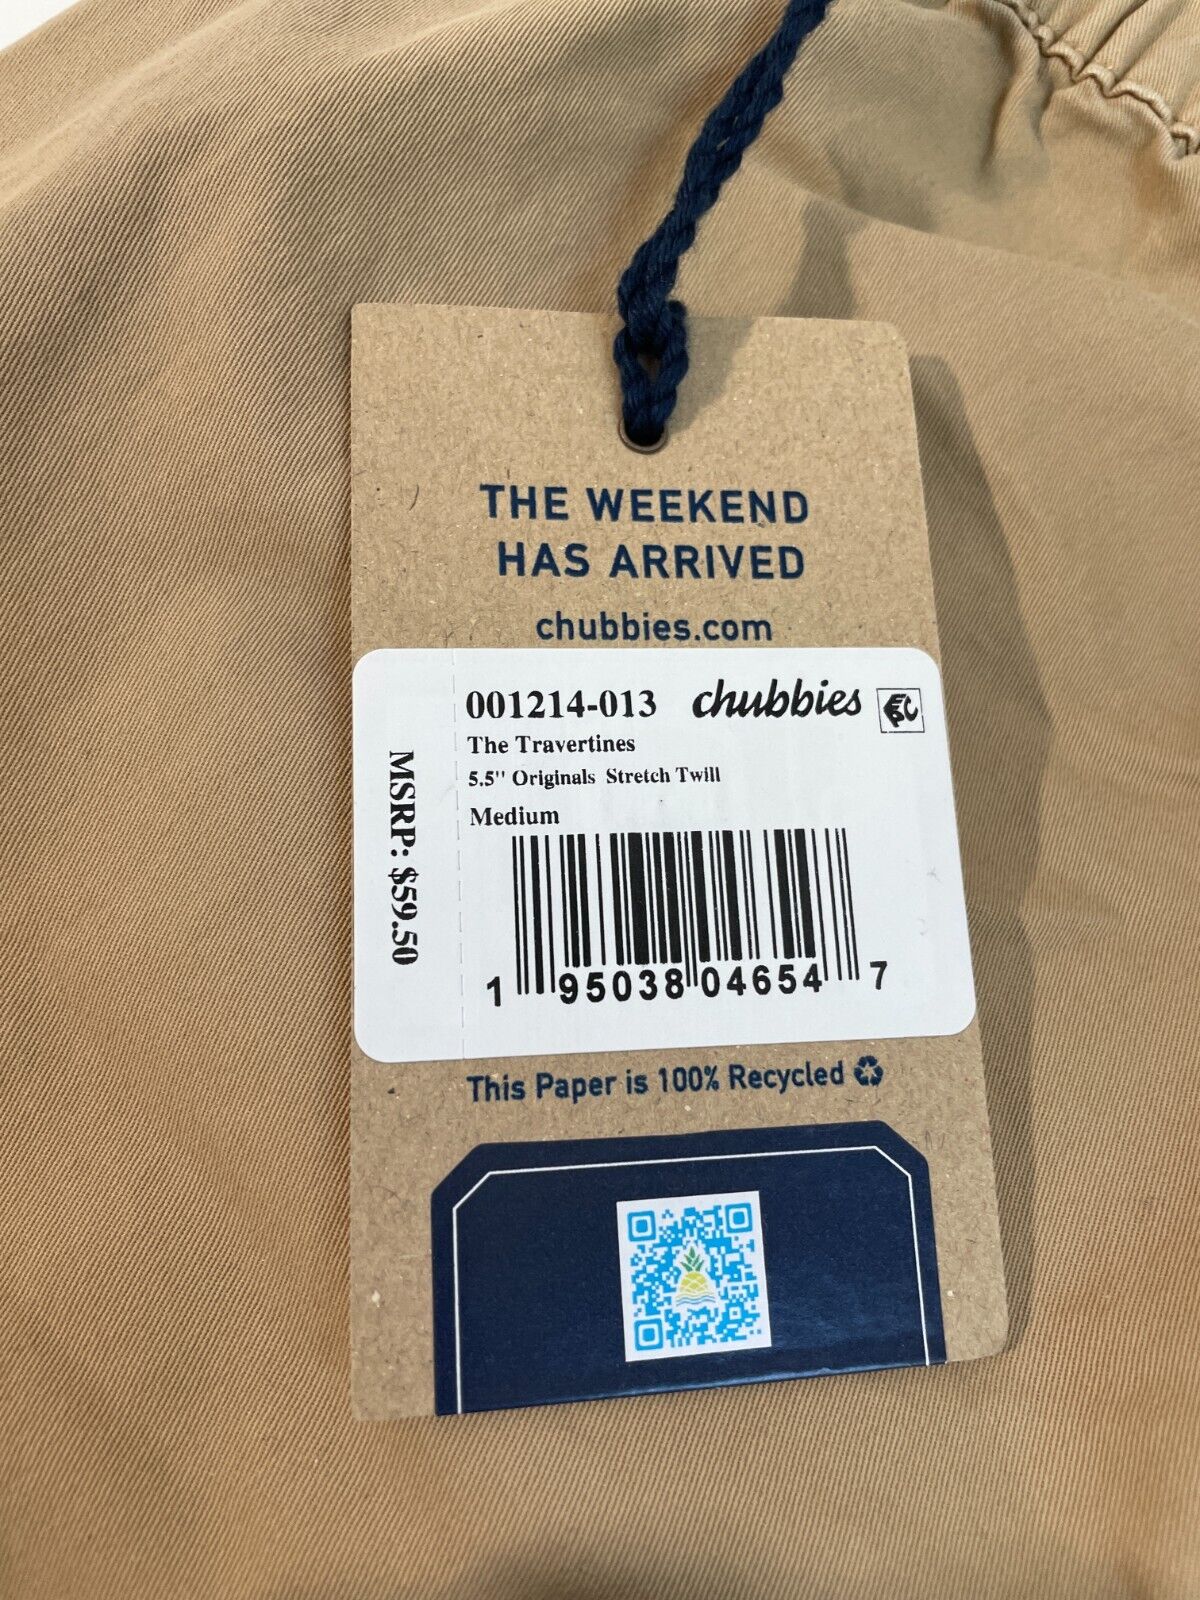 THE WEEKEND
HAS ARRIVED
chubbies.com
001214-013 chubbies EPC
The Travertines
5.5" Originals Stretch Twill
Medium
MSRP: $59.50
1 95038 04654 7
This Paper is 100% Recycled